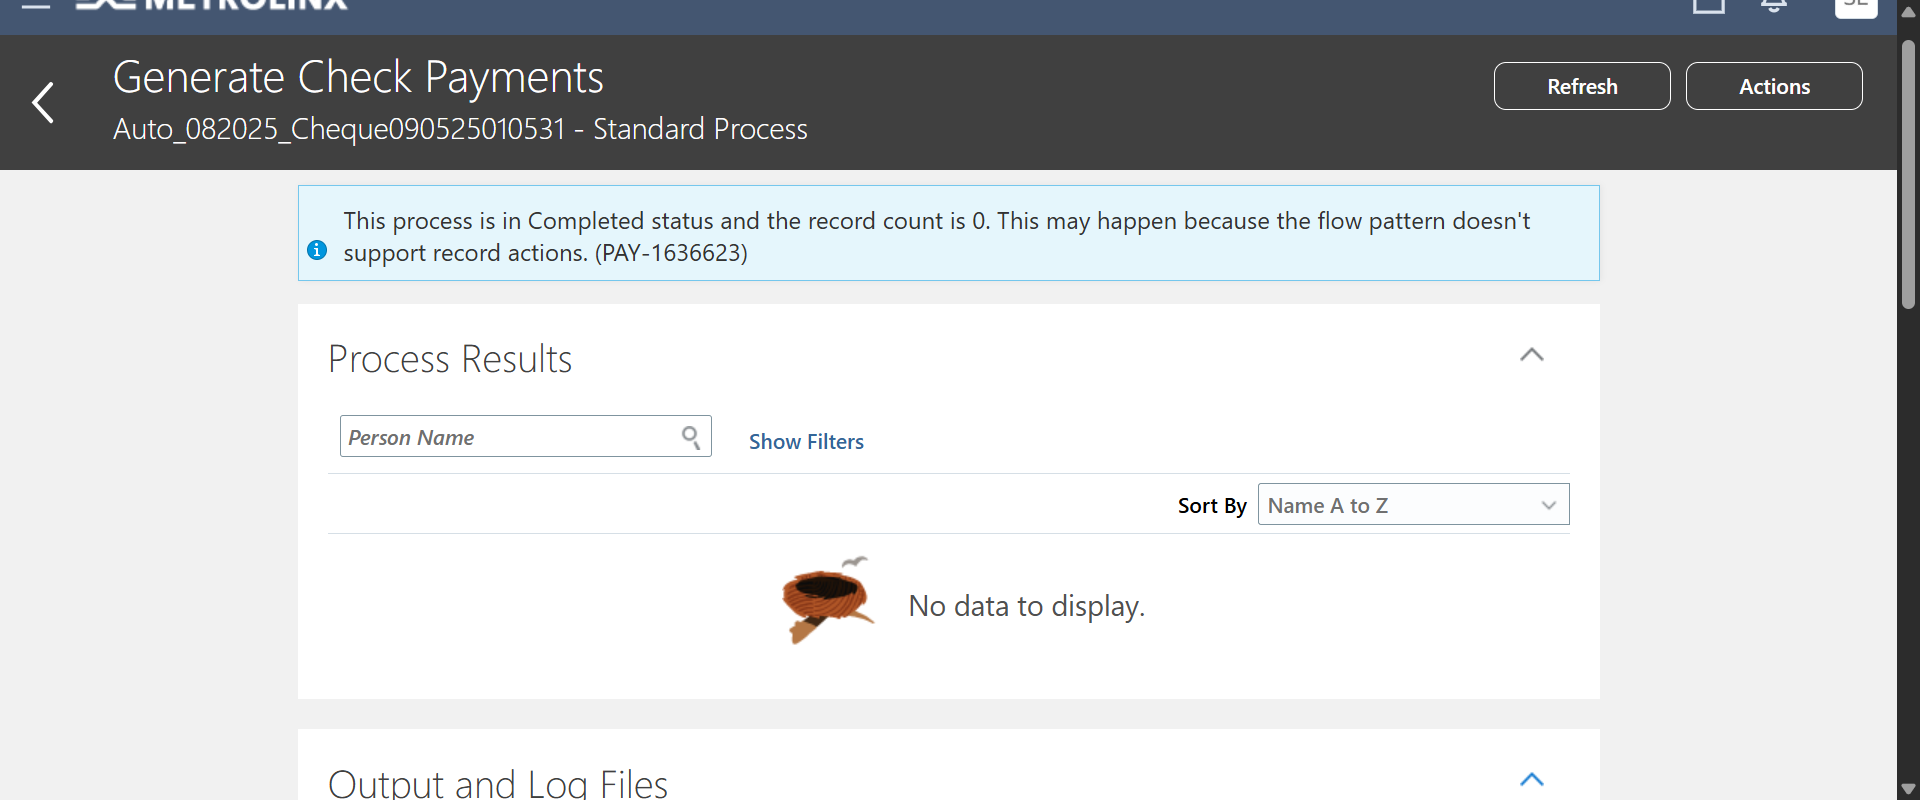 METROLINX
Generate Check Payments
Refresh
Actions
Auto_082025_Cheque090525010531 - Standard Process
This process is in Completed status and the record count is 0. This may happen because the flow pattern doesn't
support record actions. (PAY-1636623)
Process Results
Person Name
Show Filters
Sort By
Name A to Z
No data to display.
Output and Log Files